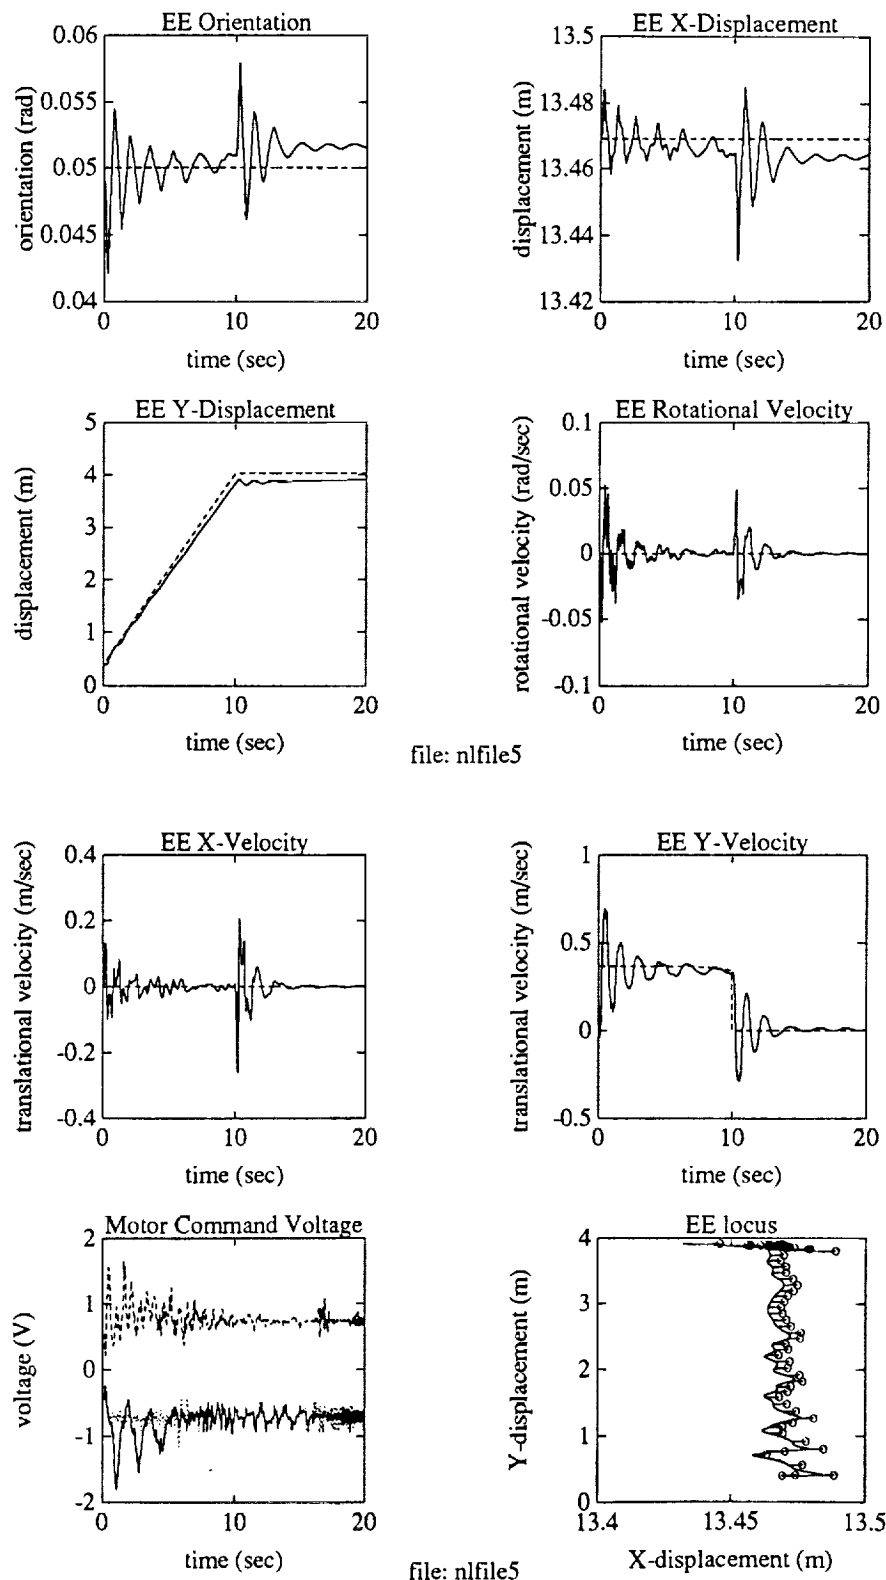 EE Orientation
0.06
0.055
0.05
0.045
0.04
orientation (rad)
0
10
20
time (sec)
EE X-Displacement
13.5
13.48
13.46
13.44
13.42
displacement (m)
0
10
20
time (sec)
EE Y-Displacement
5
4
3
2
1
0
displacement (m)
0
10
20
time (sec)
EE Rotational Velocity
0.1
0.05
0
-0.05
-0.1
rotational velocity (rad/sec)
0
10
20
time (sec)
file: nlfile5
EE X-Velocity
0.4
0.2
0
-0.2
-0.4
translational velocity (m/sec)
0
10
20
time (sec)
EE Y-Velocity
1
0.5
0
-0.5
translational velocity (m/sec)
0
10
20
time (sec)
Motor Command Voltage
2
1
0
-1
-2
voltage (V)
0
10
20
time (sec)
EE locus
4
3
2
1
0
Y-displacement (m)
13.4
13.45
13.5
X-displacement (m)
file: nlfile5